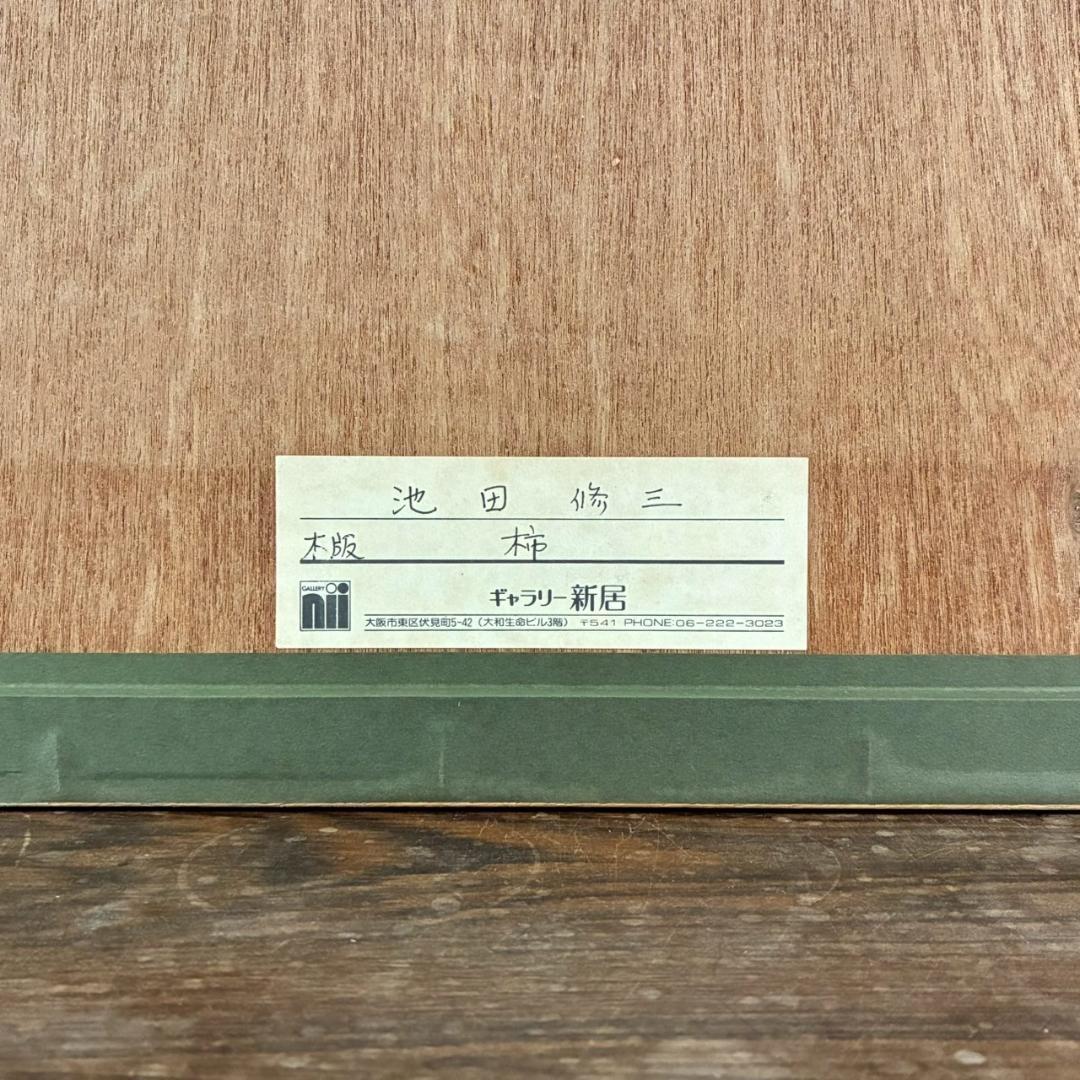 池田 修三
木版 柿
GALLERY
nii
ギャラリー新居
大阪市東区伏見町5-42(大和生命ビル3階) 〒541 PHONE:06-222-3023